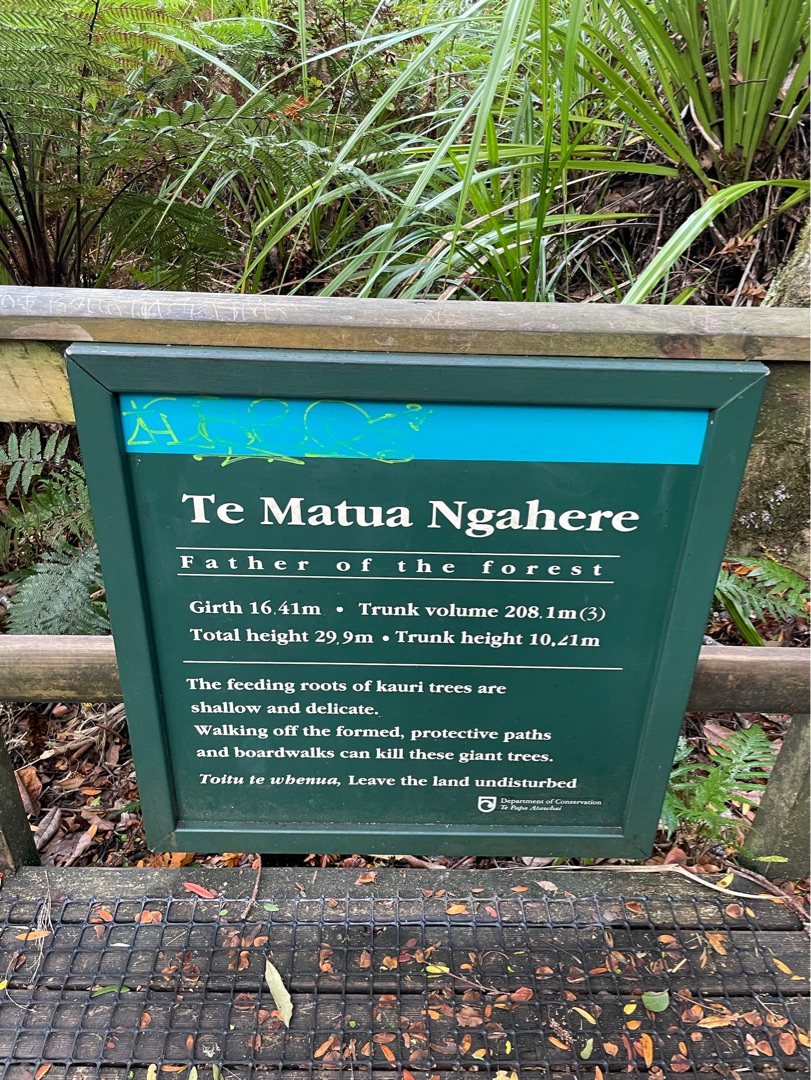 Te Matua Ngahere
Father of the forest
Girth 16.41m • Trunk volume 208.1m(3)
Total height 29.9m • Trunk height 10.21m
The feeding roots of kauri trees are
shallow and delicate.
Walking off the formed, protective paths
and boardwalks can kill these giant trees.
Toitu te whenua, Leave the land undisturbed
Department of Conservation
Te Papa Atawhai